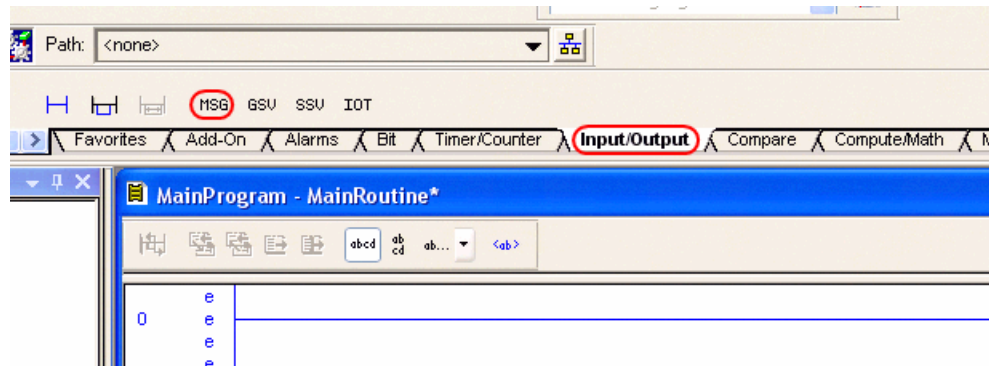 Path: <none>
MSG GSV SSV IOT
Favorites Add-On Alarms Bit Timer/Counter Input/Output Compare Compute/Math
MainProgram - MainRoutine*
abcd ab cd ab... <ab>
e
0 e
e
e